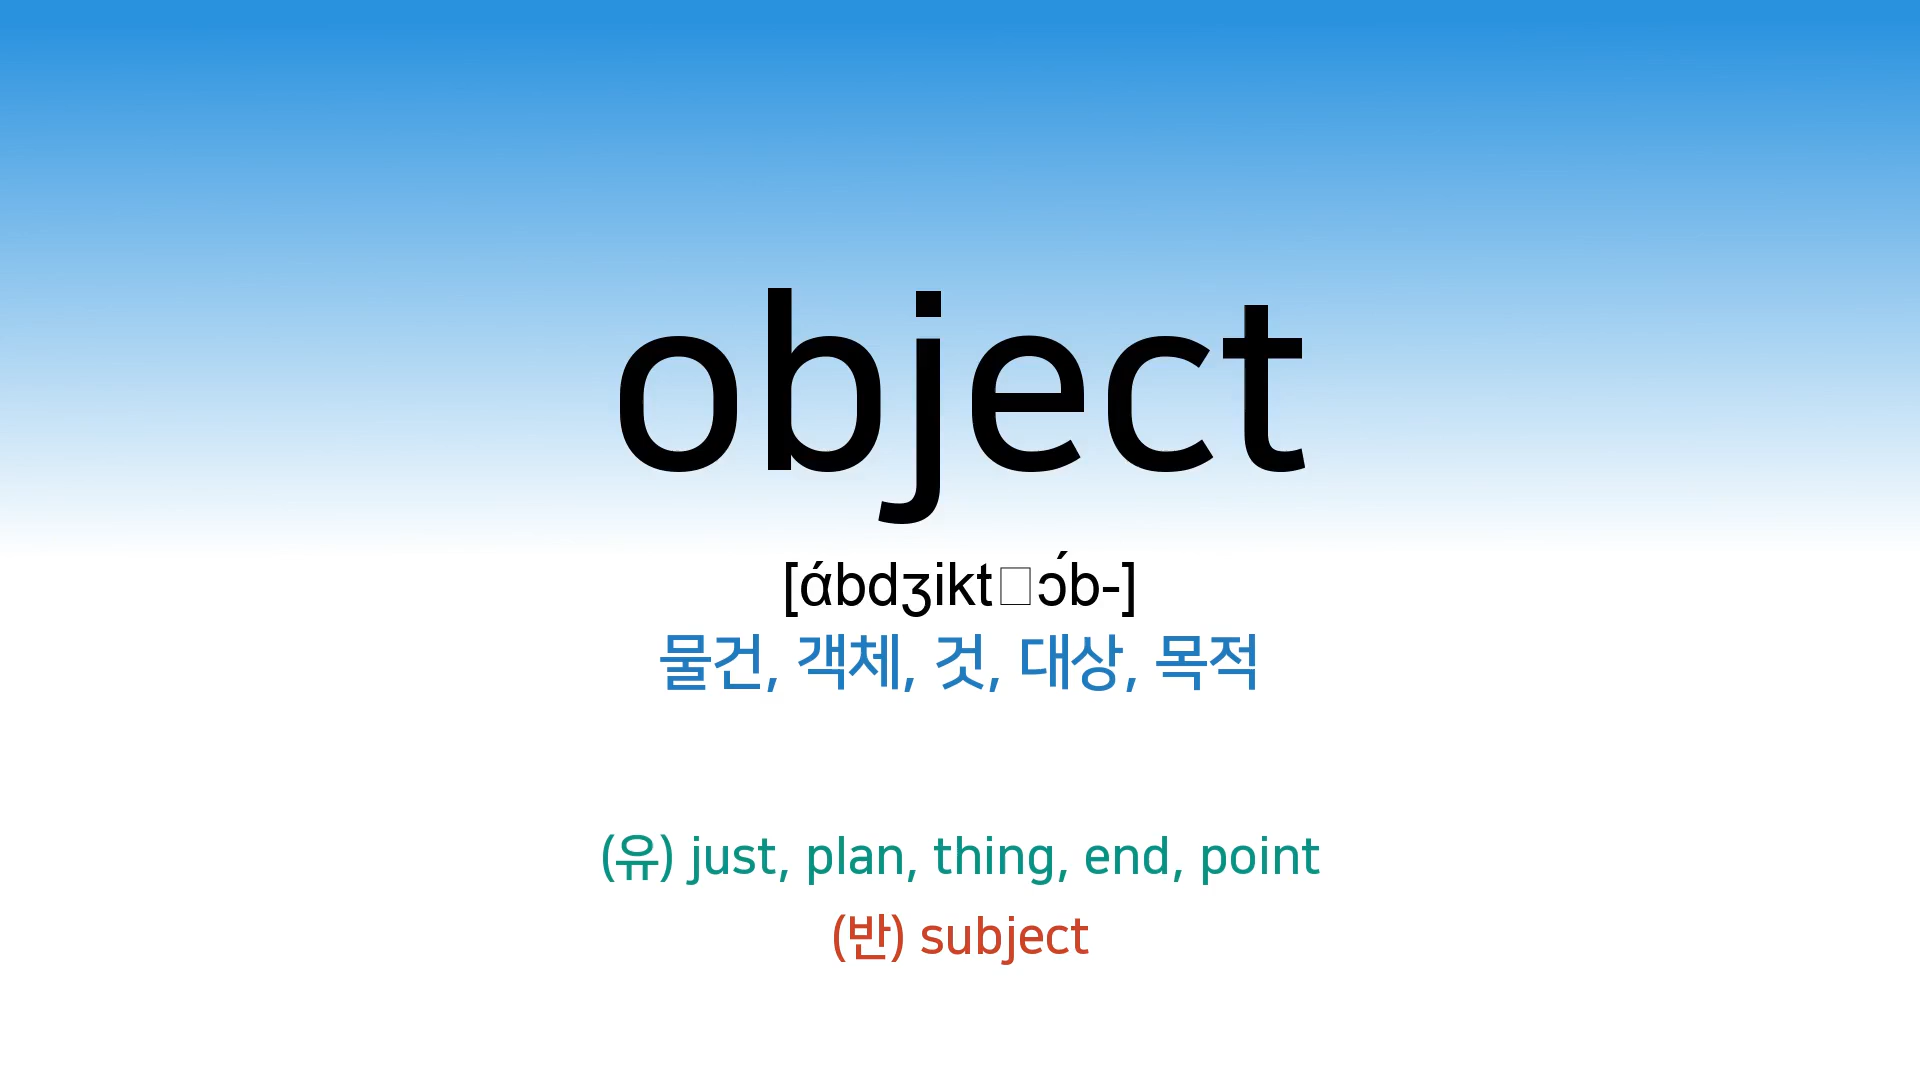 object
[ɑ́bdʒikt□ɔ́b-]
물건, 객체, 것, 대상, 목적
(유) just, plan, thing, end, point
(반) subject